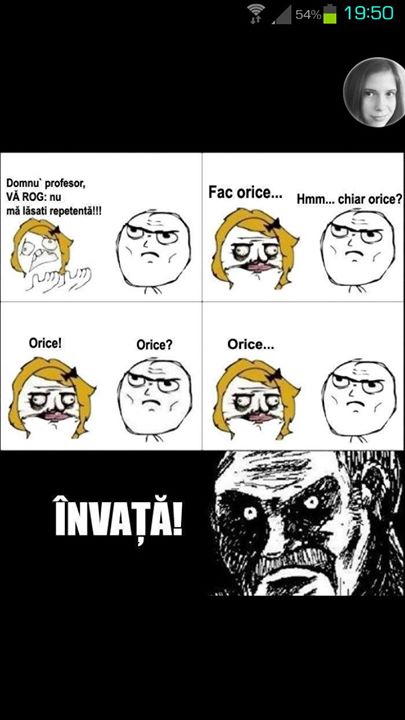 54% 19:50
Domnu` profesor,
VĂ ROG: nu
mă lăsati repetentă!!!
Fac orice...
Hmm... chiar orice?
Orice!
Orice?
Orice...
ÎNVAȚĂ!